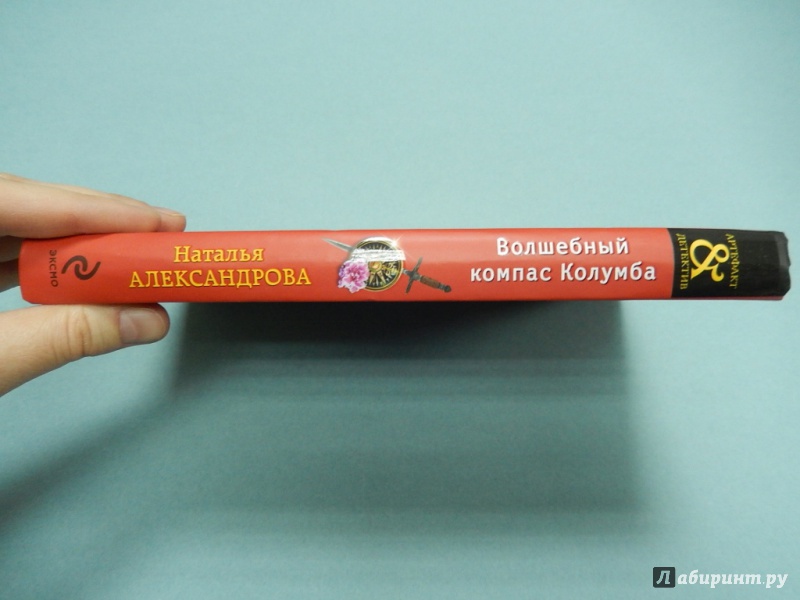 эксмо
Наталья
АЛЕКСАНДРОВА
Волшебный
компас Колумба
АРТЕФАКТ
&
ДЕТЕКТИВ
Лабиринт.ру